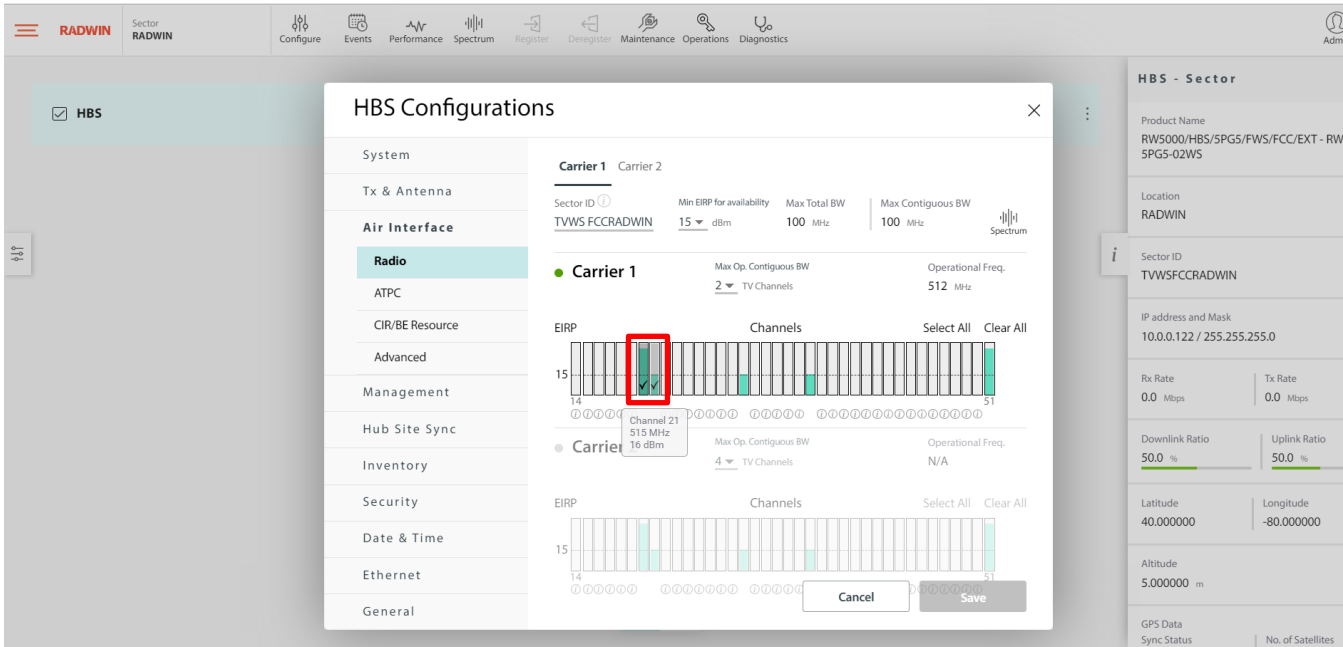 RADWIN
Sector
RADWIN
Configure
Events
Performance
Spectrum
Register
Deregister
Maintenance
Operations
Diagnostics
Adm
HBS
HBS Configurations
System
Tx & Antenna
Air Interface
Radio
ATPC
CIR/BE Resource
Advanced
Management
Hub Site Sync
Inventory
Security
Date & Time
Ethernet
General
Carrier 1 Carrier 2
Sector ID
TVWS FCCRADWIN
Min EIRP for availability
15 dBm
Max Total BW
100 MHz
Max Contiguous BW
100 MHz
Spectrum
Carrier 1
Max Op. Contiguous BW
2 TV Channels
Operational Freq.
512 MHz
EIRP Channels Select All Clear All
15
14 51
Channel 21
515 MHz
16 dBm
Carrier
Max Op. Contiguous BW
4 TV Channels
Operational Freq.
N/A
EIRP Channels Select All Clear All
15
14 51
Cancel Save
HBS - Sector
Product Name
RW5000/HBS/5PG5/FWS/FCC/EXT - RW
5PG5-02WS
Location
RADWIN
Sector ID
TVWSFCCRADWIN
IP address and Mask
10.0.0.122 / 255.255.255.0
Rx Rate Tx Rate
0.0 Mbps 0.0 Mbps
Downlink Ratio Uplink Ratio
50.0 % 50.0 %
Latitude Longitude
40.000000 -80.000000
Altitude
5.000000 m
GPS Data
Sync Status No. of Satellites